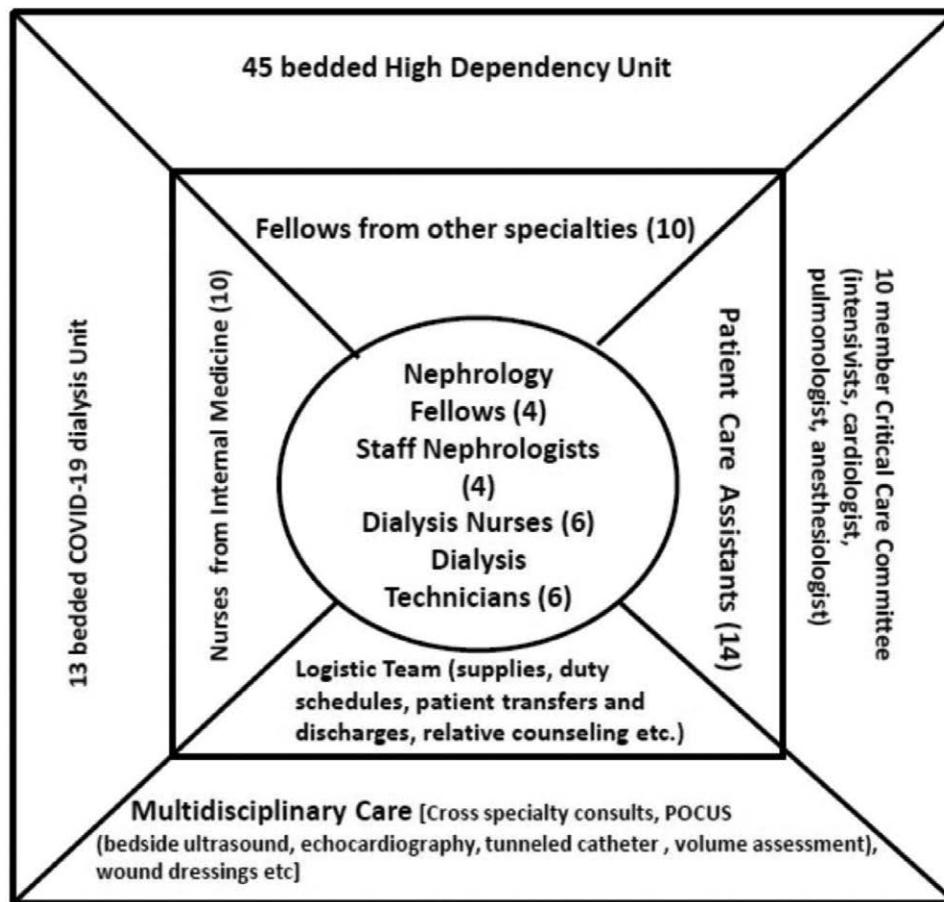 45 bedded High Dependency Unit
Fellows from other specialties (10)
13 bedded COVID-19 dialysis Unit
Nurses from Internal Medicine (10)
Nephrology
Fellows (4)
Staff Nephrologists
(4)
Dialysis Nurses (6)
Dialysis
Technicians (6)
Patient Care Assistants (14)
10 member Critical Care Committee
(intensivists, cardiologist,
pulmonologist, anesthesiologist)
Logistic Team (supplies, duty
schedules, patient transfers and
discharges, relative counseling etc.)
Multidisciplinary Care [Cross specialty consults, POCUS
(bedside ultrasound, echocardiography, tunneled catheter , volume assessment),
wound dressings etc]